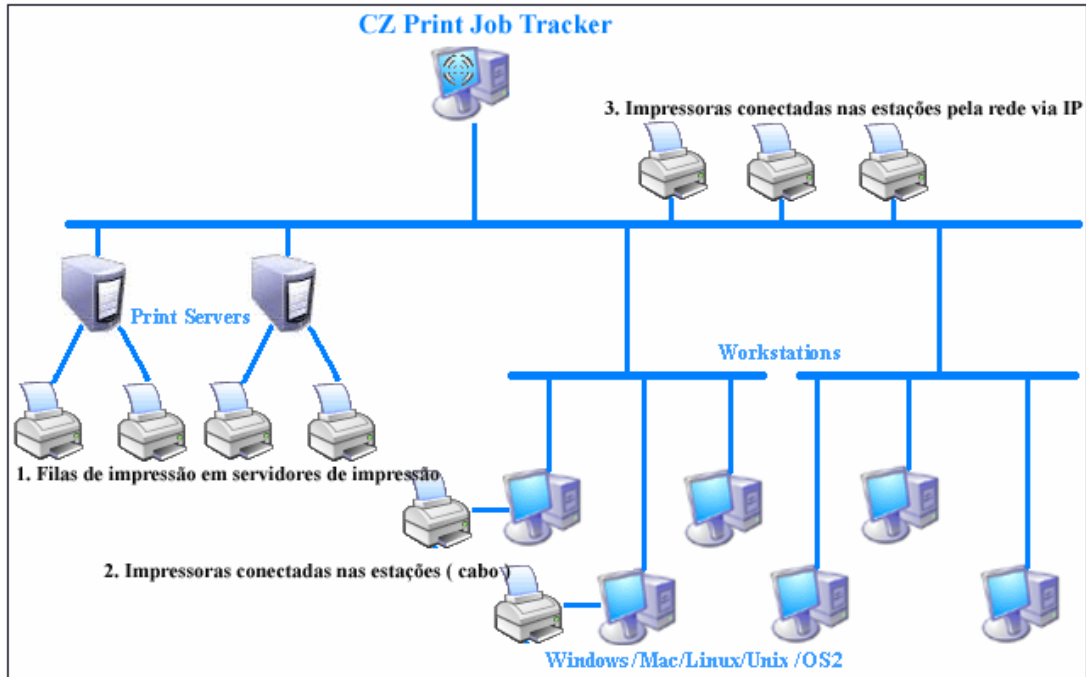 CZ Print Job Tracker
3. Impressoras conectadas nas estações pela rede via IP
Print Servers
Workstations
1. Filas de impressão em servidores de impressão
2. Impressoras conectadas nas estações ( cabo )
Windows /Mac/Linux/Unix /OS2